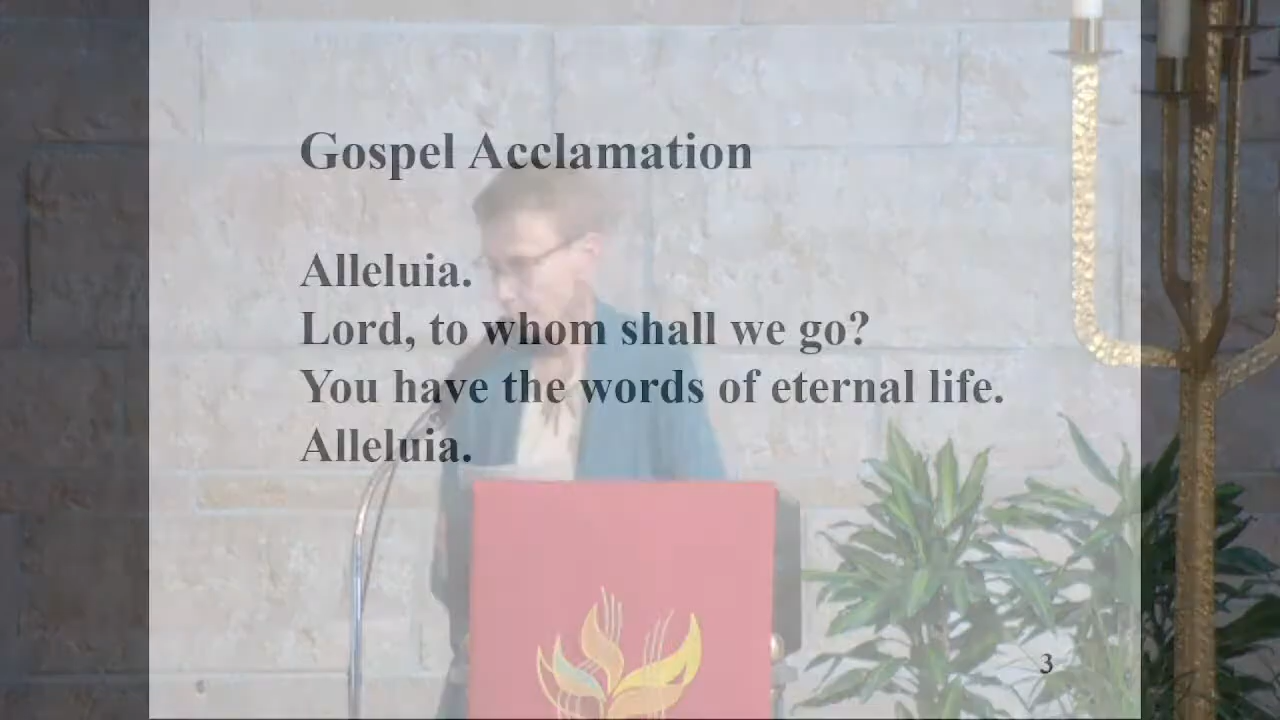 Gospel Acclamation
Alleluia.
Lord, to whom shall we go?
You have the words of eternal life.
Alleluia.
3